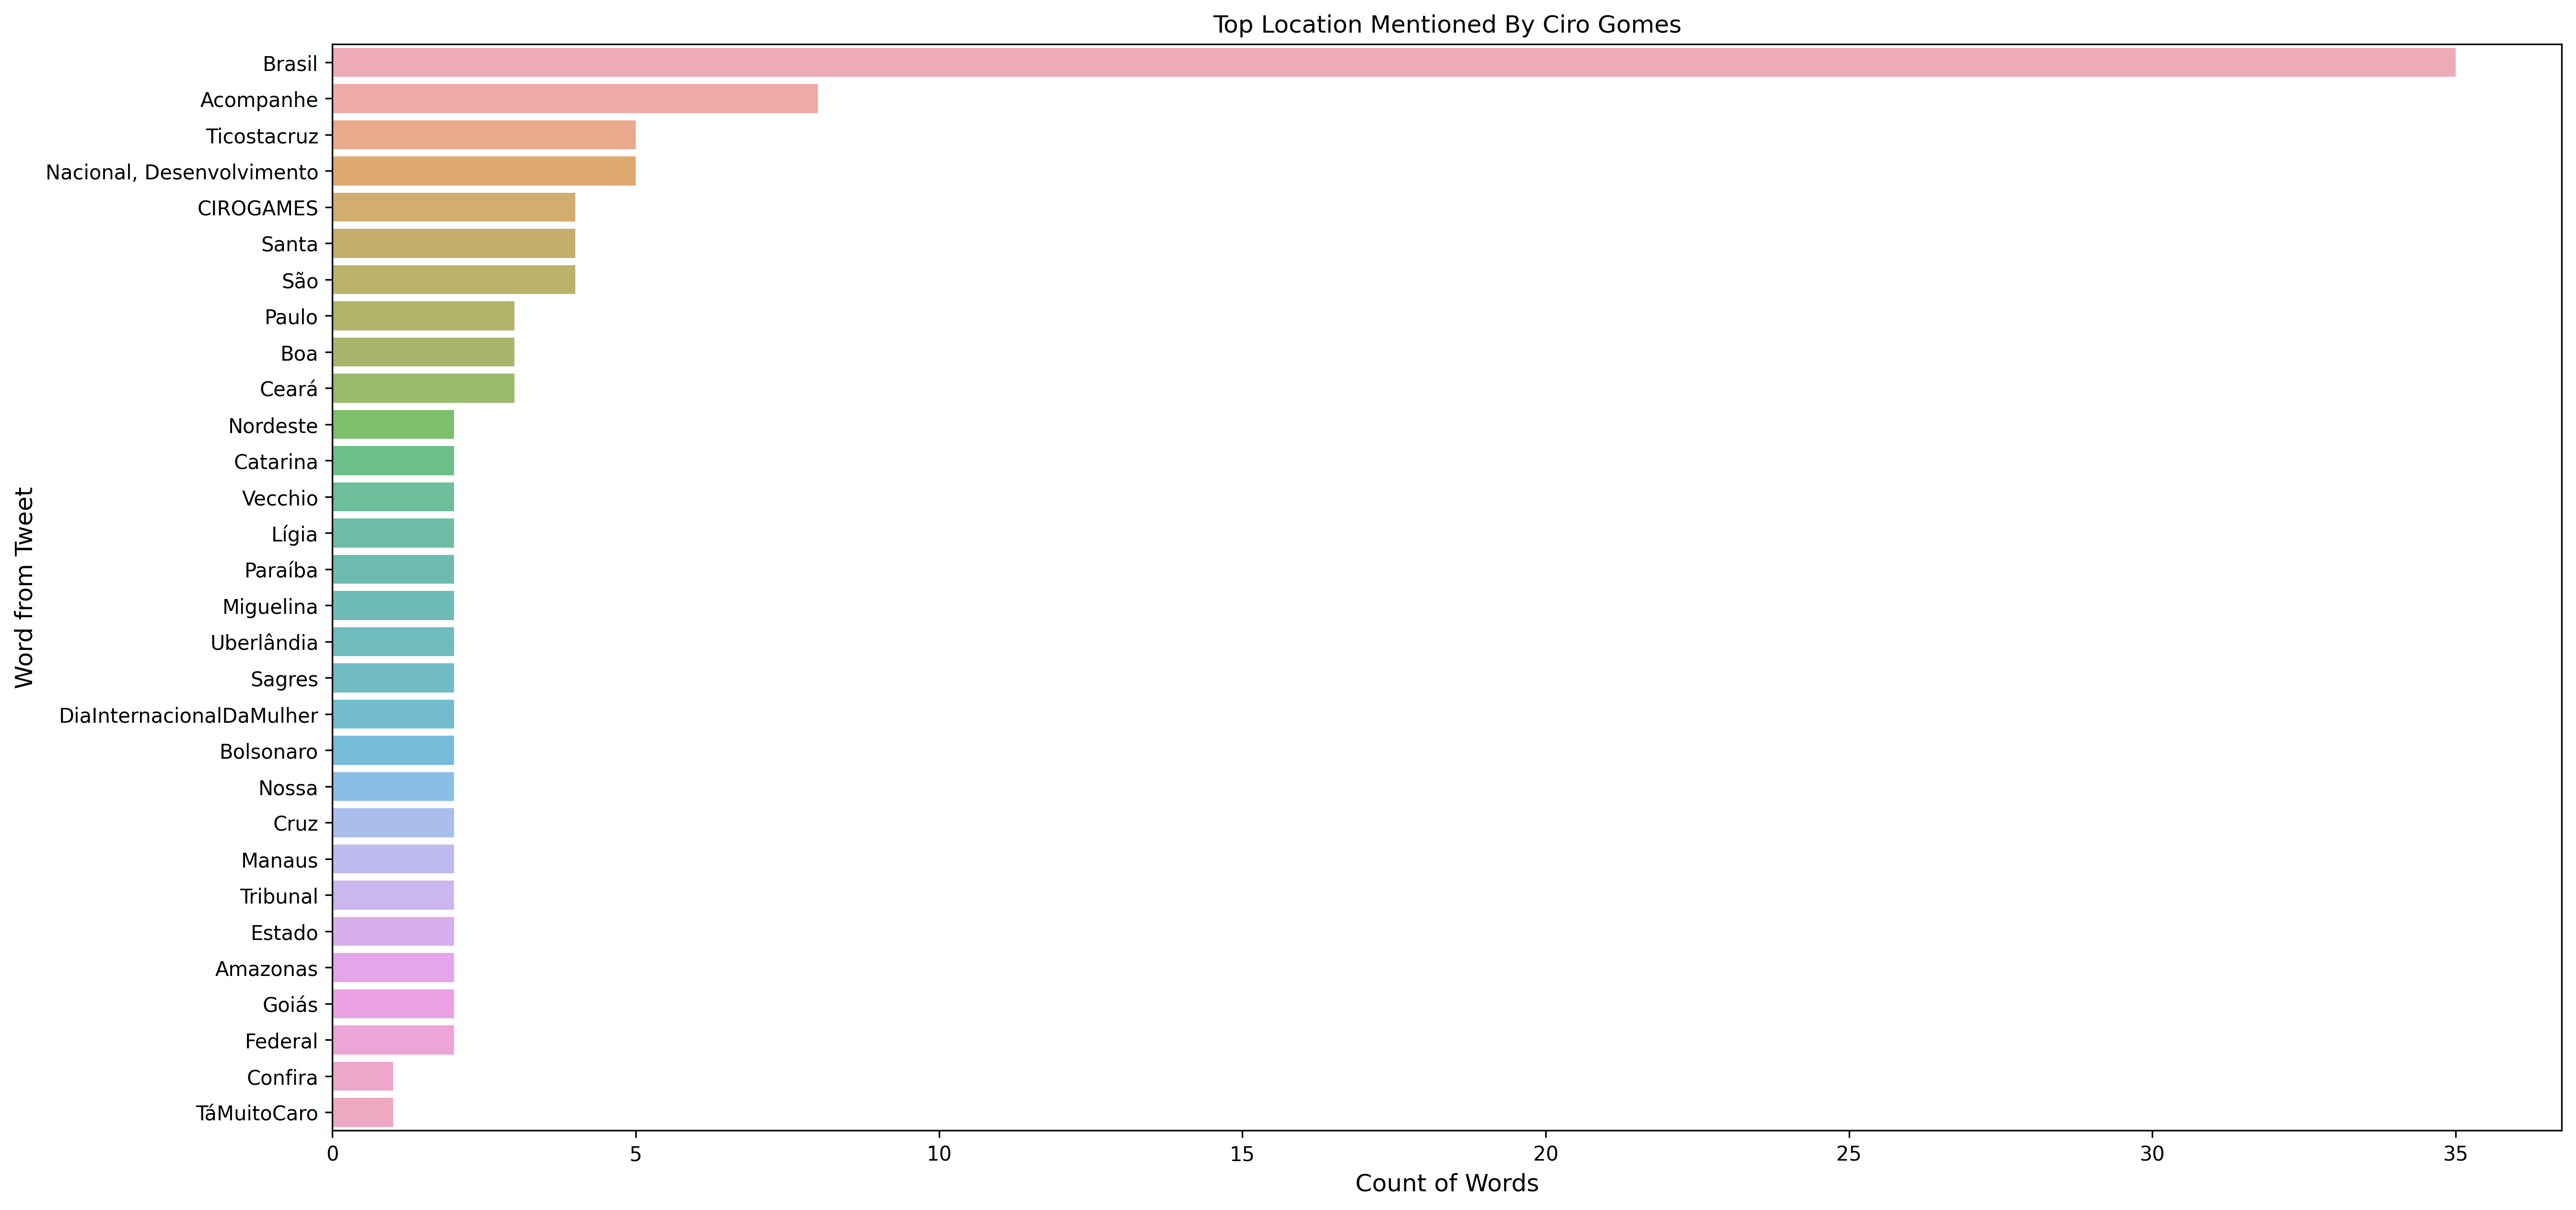 Top Location Mentioned By Ciro Gomes
Word from Tweet
Brasil
Acompanhe
Ticostacruz
Nacional, Desenvolvimento
CIROGAMES
Santa
São
Paulo
Boa
Ceará
Nordeste
Catarina
Vecchio
Lígia
Paraíba
Miguelina
Uberlândia
Sagres
DiaInternacionalDaMulher
Bolsonaro
Nossa
Cruz
Manaus
Tribunal
Estado
Amazonas
Goiás
Federal
Confira
TáMuitoCaro
0 5 10 15 20 25 30 35
Count of Words